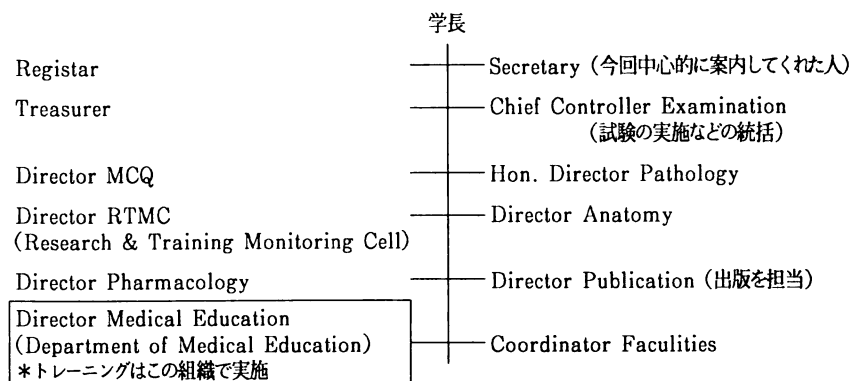 学長
Registar
Secretary (今回中心的に案内してくれた人)
Treasurer
Chief Controller Examination
(試験の実施などの統括)
Director MCQ
Hon. Director Pathology
Director RTMC
(Research & Training Monitoring Cell)
Director Anatomy
Director Pharmacology
Director Publication (出版を担当)
Director Medical Education
(Department of Medical Education)
＊トレーニングはこの組織で実施
Coordinator Faculities